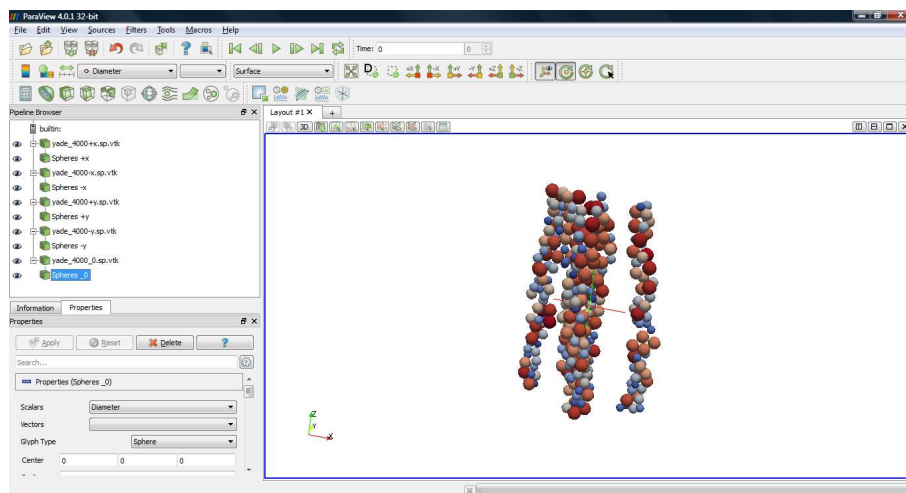 ParaView 4.0.1 32-bit
File Edit View Sources Filters Tools Macros Help
Time: 0 0
Diameter Surface +X -X +Y -Y +Z -Z
Pipeline Browser
Layout #1 X +
3D
builtin:
yade_4000+x.sp.vtk
Spheres +x
yade_4000-x.sp.vtk
Spheres -x
yade_4000+y.sp.vtk
Spheres +y
yade_4000-y.sp.vtk
Spheres -y
yade_4000_0.sp.vtk
Spheres _0
Information Properties
Properties
Apply Reset Delete ?
Search...
Properties (Spheres _0)
Scalars Diameter
Vectors
Glyph Type Sphere
Center 0 0 0
Z
Y
X